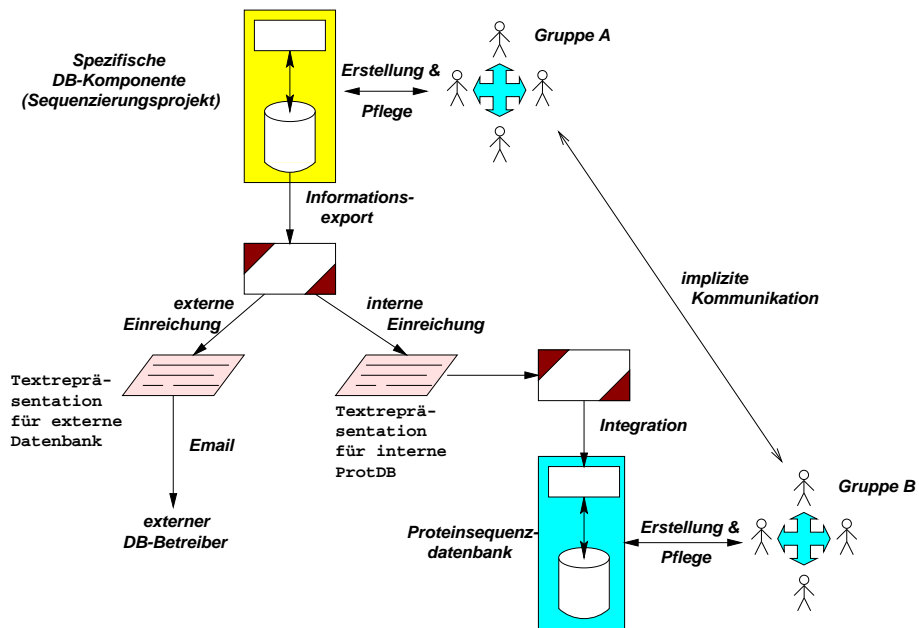 Spezifische
DB-Komponente
(Sequenzierungsprojekt)
Erstellung &
Pflege
Gruppe A
Informations-
export
implizite
Kommunikation
externe
Einreichung
interne
Einreichung
Textreprä-
sentation
für externe
Datenbank
Textreprä-
sentation
für interne
ProtDB
Integration
Email
externer
DB-Betreiber
Proteinsequenz-
datenbank
Erstellung &
Pflege
Gruppe B